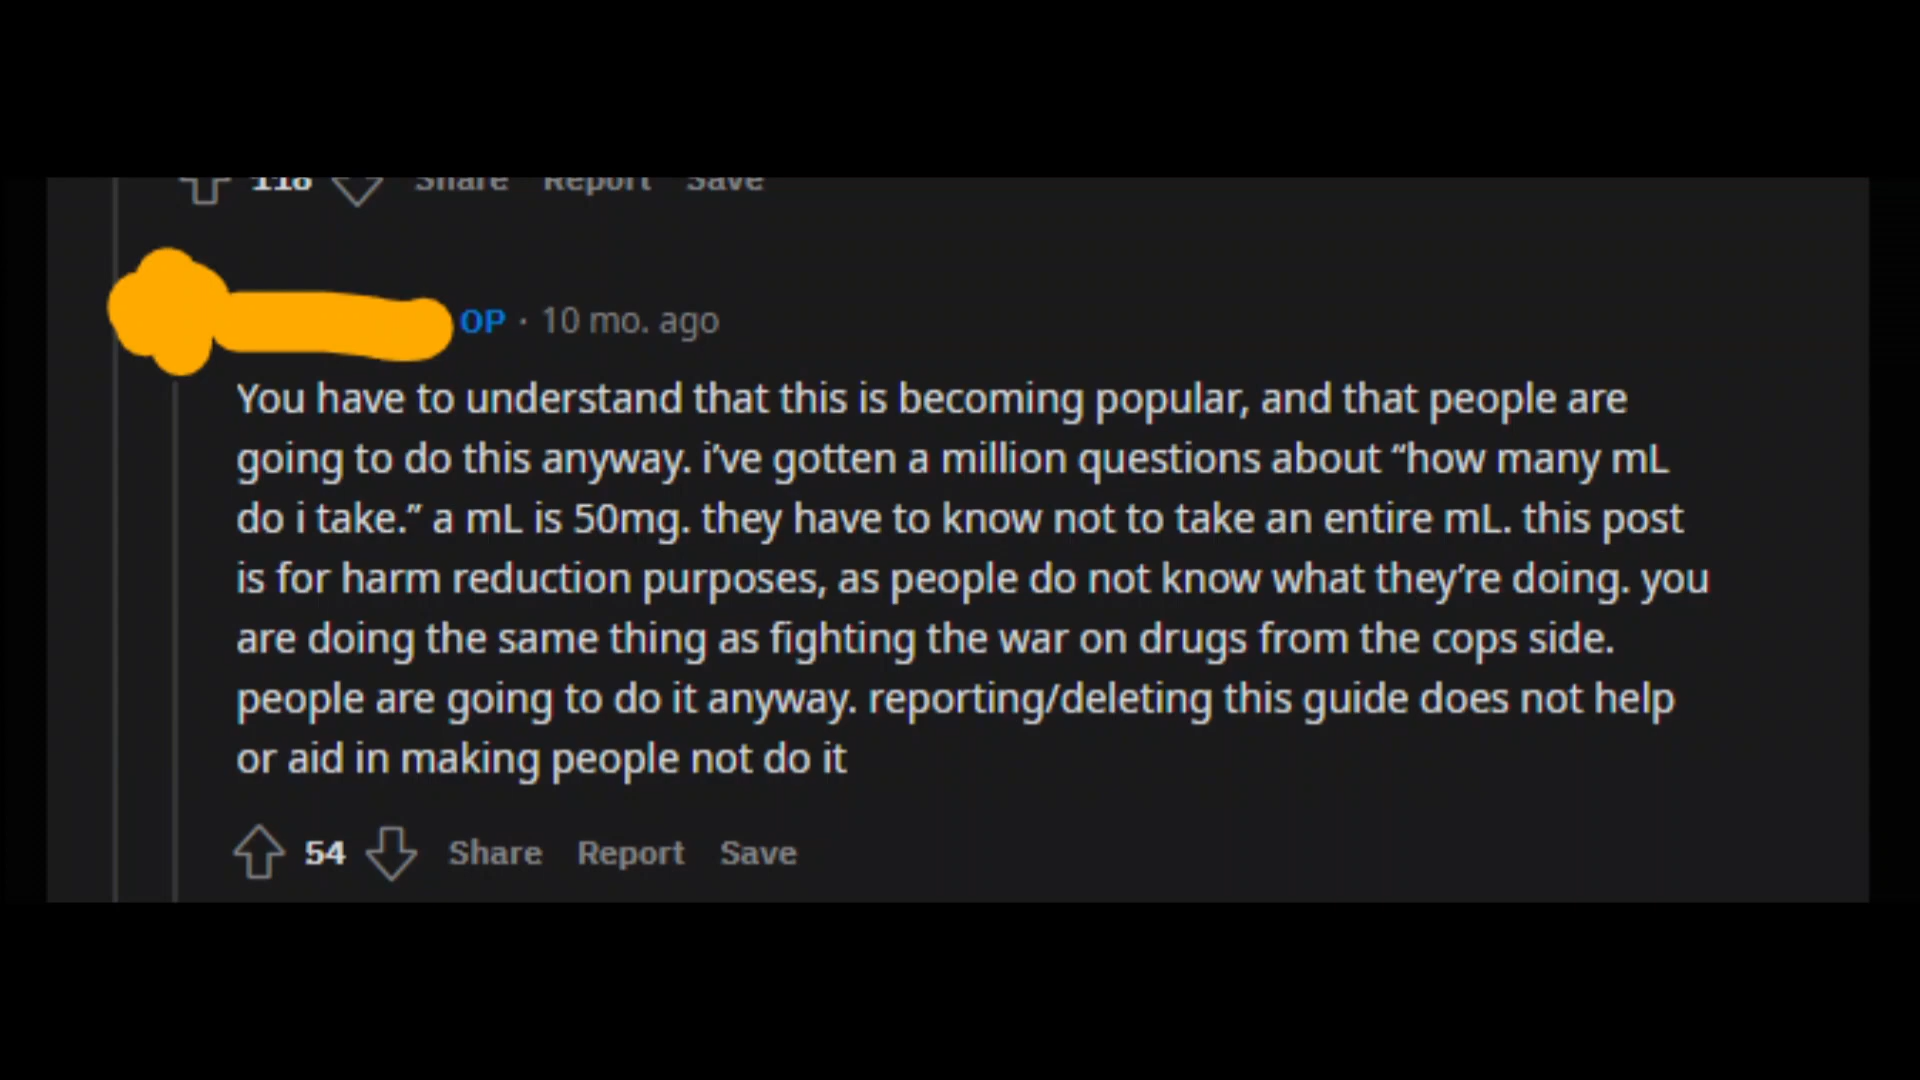 118 Share Report Save
OP · 10 mo. ago
You have to understand that this is becoming popular, and that people are
going to do this anyway. i’ve gotten a million questions about “how many mL
do i take.” a mL is 50mg. they have to know not to take an entire mL. this post
is for harm reduction purposes, as people do not know what they’re doing. you
are doing the same thing as fighting the war on drugs from the cops side.
people are going to do it anyway. reporting/deleting this guide does not help
or aid in making people not do it
54 Share Report Save